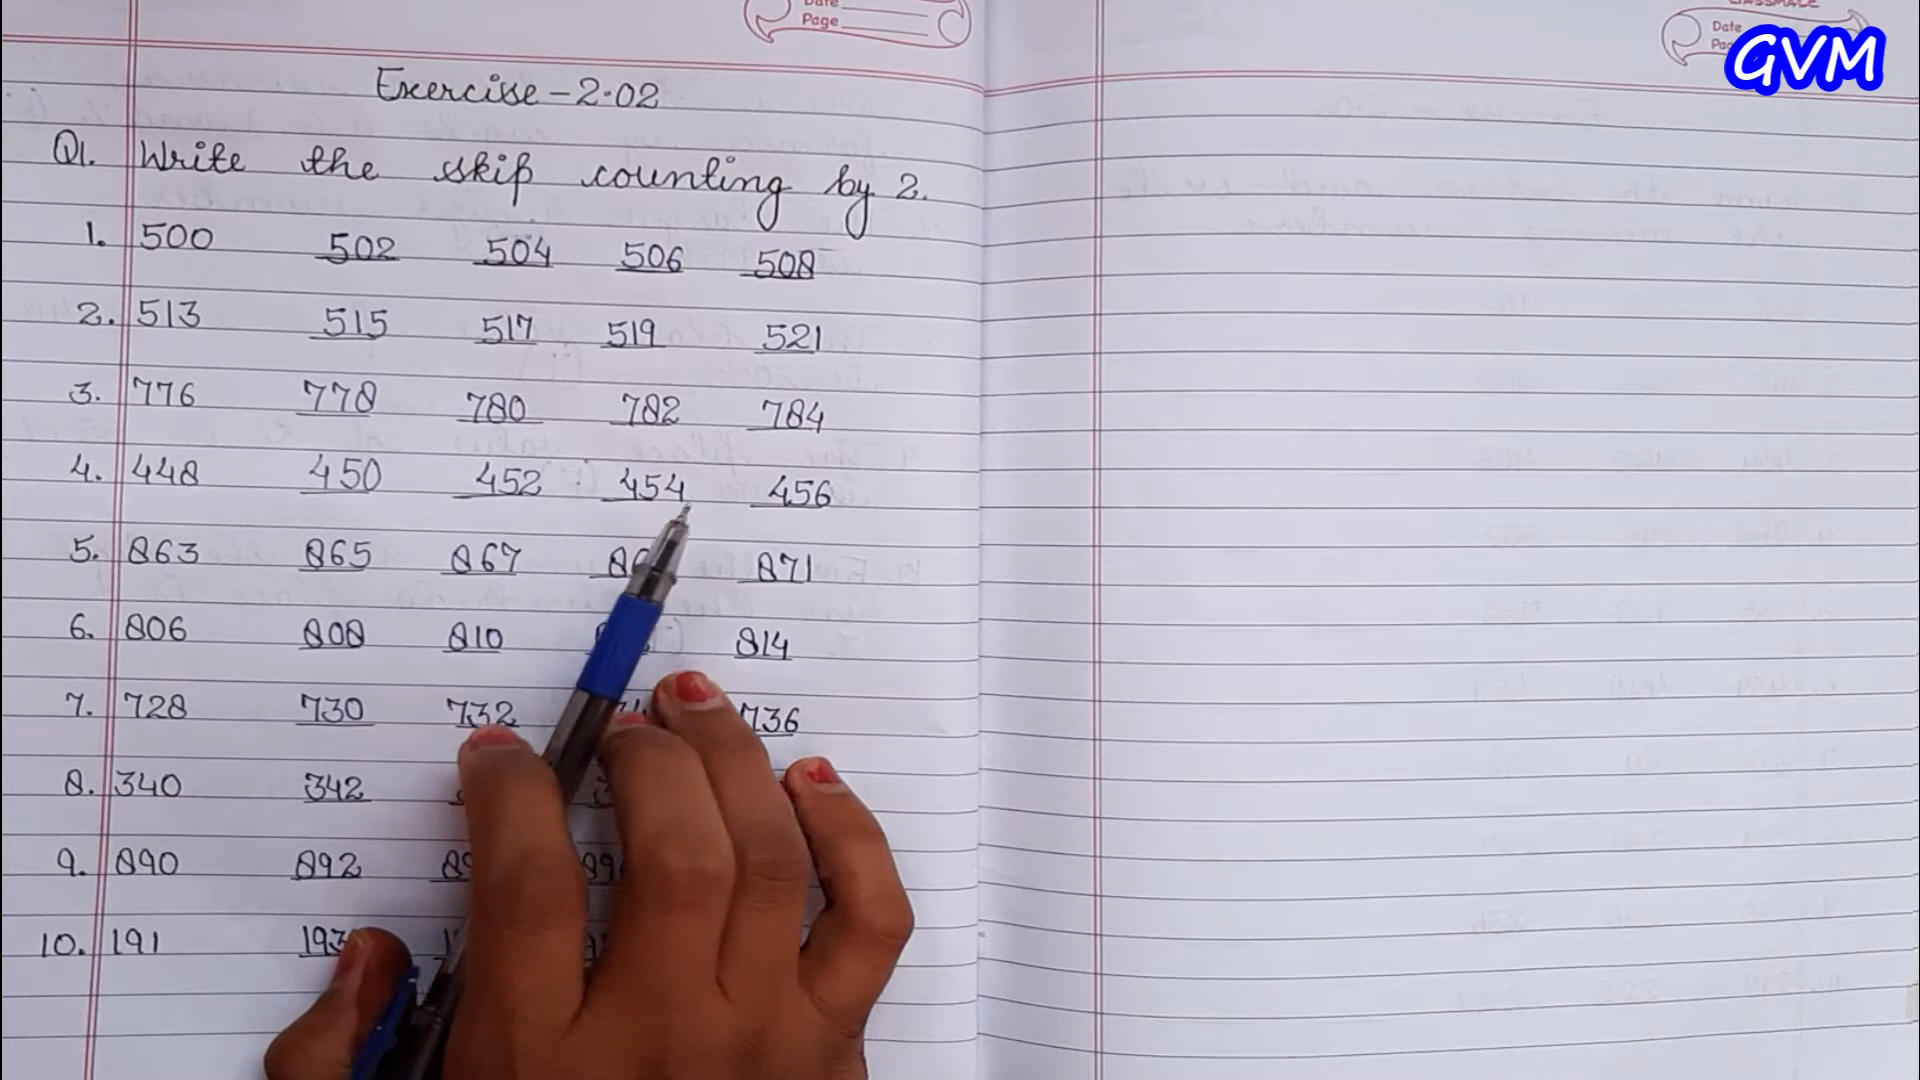 Date
Page
CLASSMATE
Date
GVM
Exercise-2.02
Q1. Write the skip counting by 2.
1. 500 502 504 506 508
2. 513 515 517 519 521
3. 776 778 780 782 784
4. 448 450 452 454 456
5. 863 865 867 871
6. 806 808 810 814
7. 728 730 732 736
8. 340 342
9. 890 892
10. 191 193